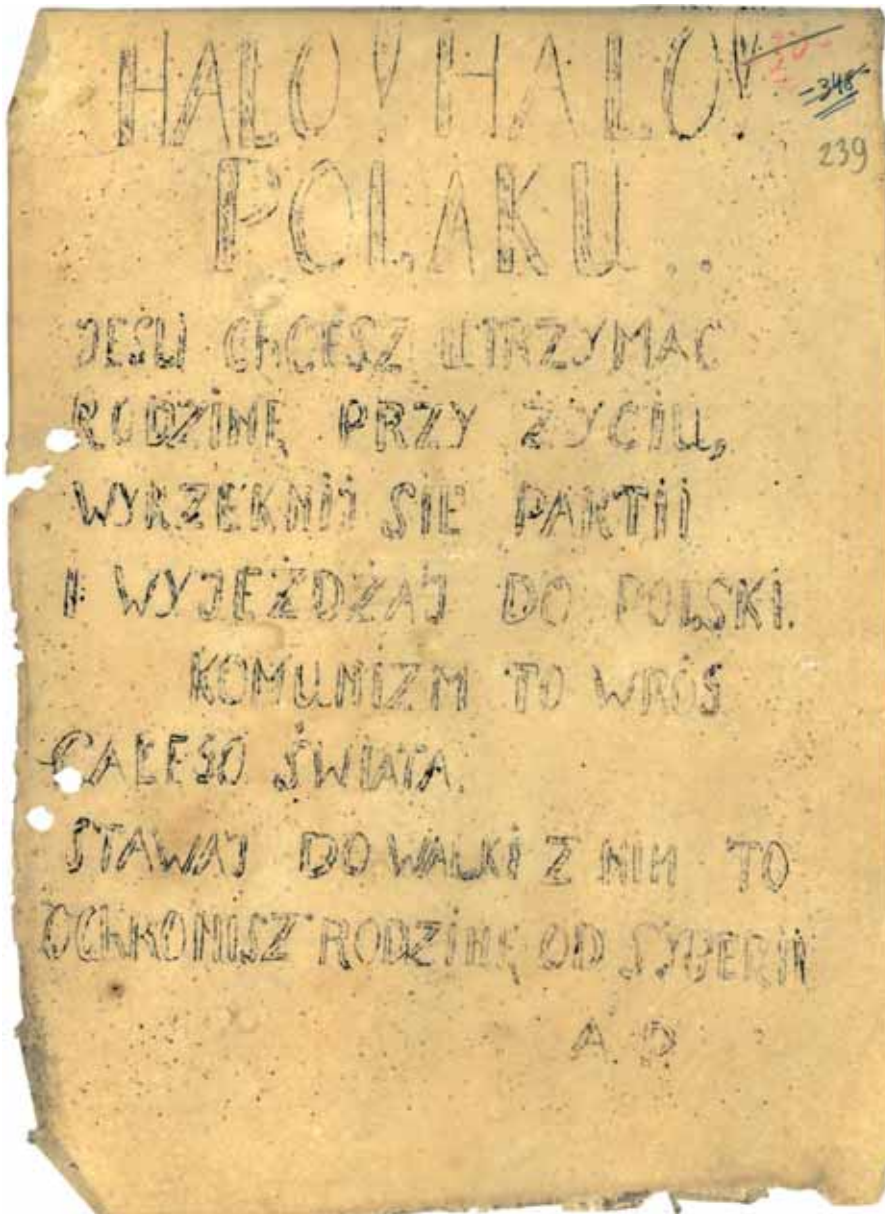 HALO! HALO!
-348-
239
POLAKU..
JEŚLI CHCESZ UTRZYMAC
RODZINĘ PRZY ŻYCIU,
WYRZEKNIJ SIĘ PARTII
I WYJEŻDŻAJ DO POLSKI.
KOMUNIZM TO WRÓG
CAŁEGO ŚWIATA.
STAWAJ DO WALKI Z NIM TO
OCHRONISZ RODZINĘ OD SYBERII
A. D